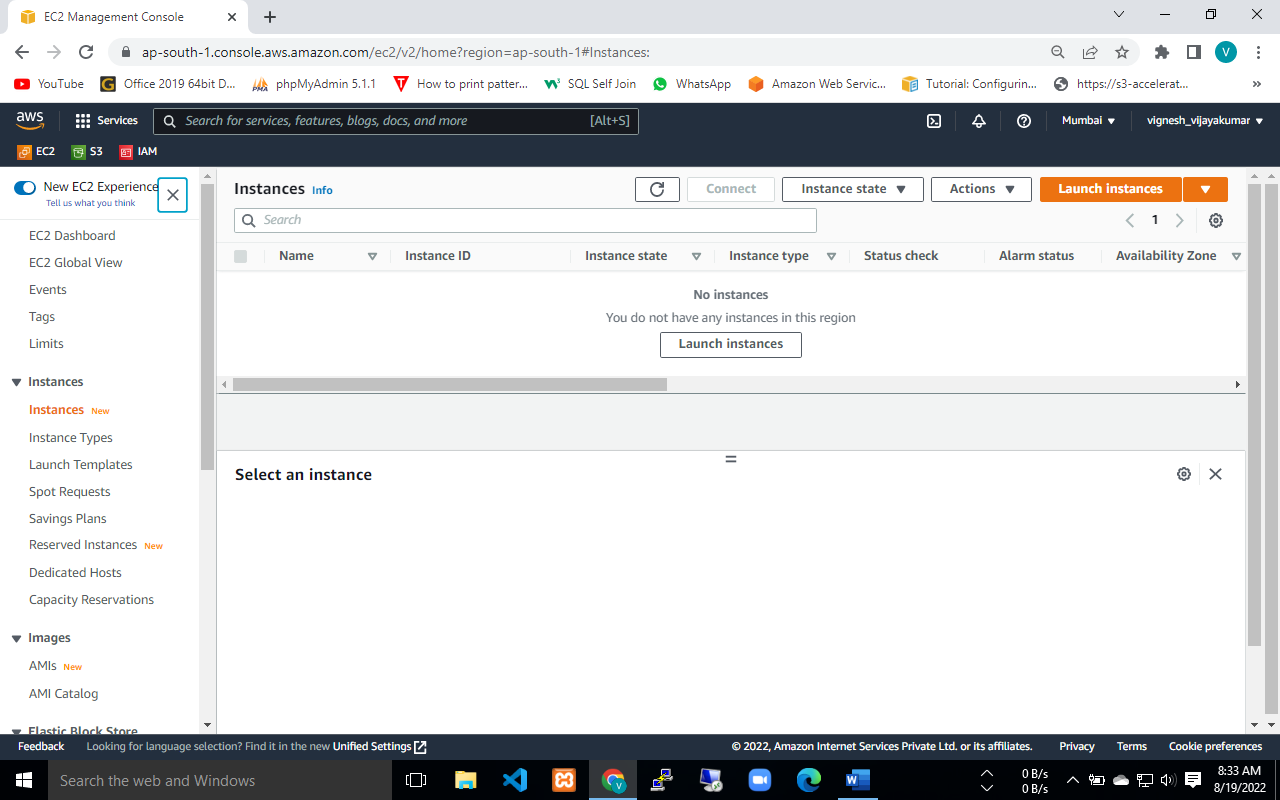 EC2 Management Console
ap-south-1.console.aws.amazon.com/ec2/v2/home?region=ap-south-1#Instances:
V
YouTube
G Office 2019 64bit D...
PMA phpMyAdmin 5.1.1
T How to print patter...
W3 SQL Self Join
WhatsApp
Amazon Web Servic...
Tutorial: Configurin...
https://s3-accelerat...
»
aws
Services
Search for services, features, blogs, docs, and more [Alt+S]
Mumbai
vignesh_vijayakumar
EC2
S3
IAM
New EC2 Experience
Tell us what you think
EC2 Dashboard
EC2 Global View
Events
Tags
Limits
Instances
Instances New
Instance Types
Launch Templates
Spot Requests
Savings Plans
Reserved Instances New
Dedicated Hosts
Capacity Reservations
Images
AMIs New
AMI Catalog
Elastic Block Store
Instances Info
Connect
Instance state
Actions
Launch instances
Search
1
Name
Instance ID
Instance state
Instance type
Status check
Alarm status
Availability Zone
No instances
You do not have any instances in this region
Launch instances
Select an instance
Feedback
Looking for language selection? Find it in the new Unified Settings
© 2022, Amazon Internet Services Private Ltd. or its affiliates.
Privacy
Terms
Cookie preferences
Search the web and Windows
V
W
0 B/s
0 B/s
8:33 AM
8/19/2022